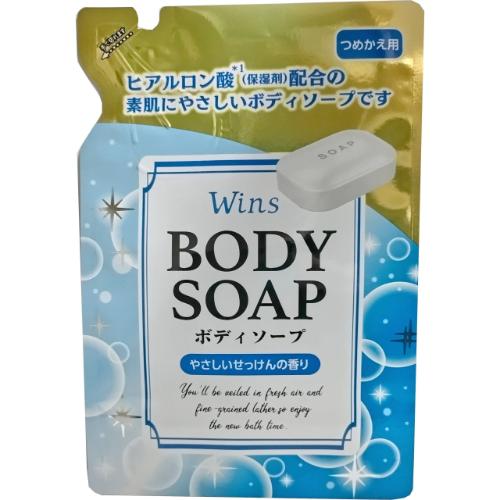 つめかえ用
ヒアルロン酸*1(保湿剤)配合の
素肌にやさしいボディソープです
SOAP
Wins
BODY
SOAP
ボディソープ
やさしいせっけんの香り
You'll be veiled in fresh air and
fine-grained lather so enjoy
the new bath time.